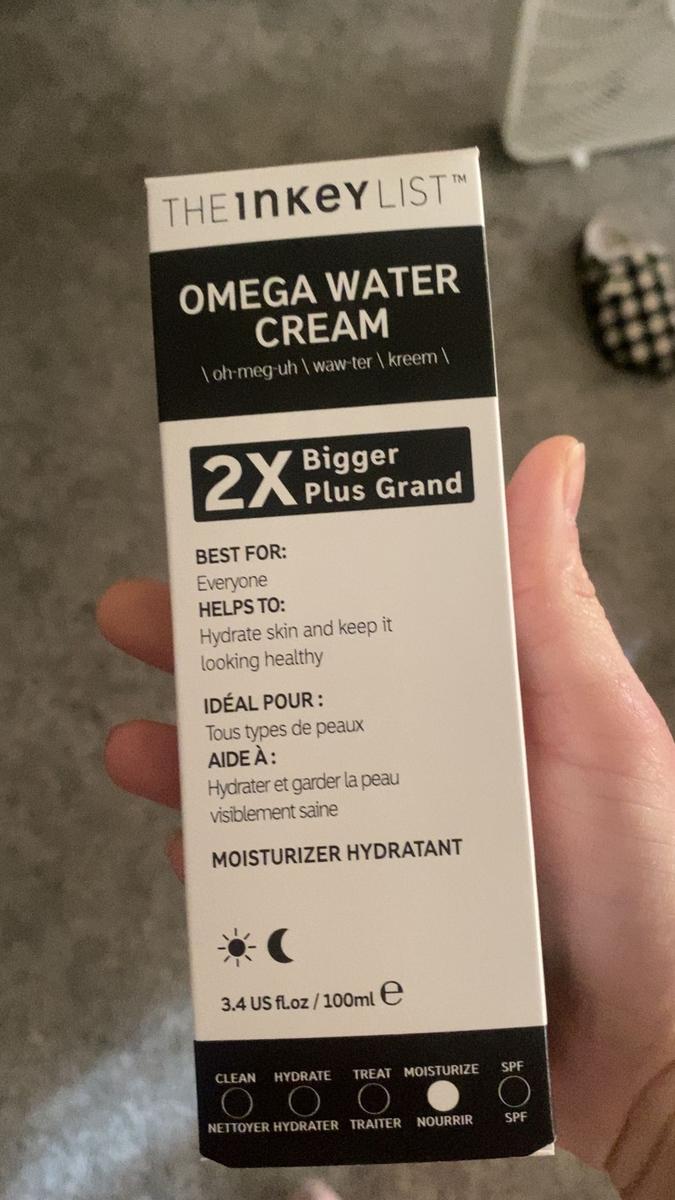 THE INKEY LIST™
OMEGA WATER
CREAM
\ oh-meg-uh \ waw-ter \ kreem \
2X Bigger
Plus Grand
BEST FOR:
Everyone
HELPS TO:
Hydrate skin and keep it
looking healthy
IDÉAL POUR :
Tous types de peaux
AIDE À :
Hydrater et garder la peau
visiblement saine
MOISTURIZER HYDRATANT
3.4 US fl.oz / 100ml ℮
CLEAN HYDRATE TREAT MOISTURIZE SPF
NETTOYER HYDRATER TRAITER NOURRIR SPF